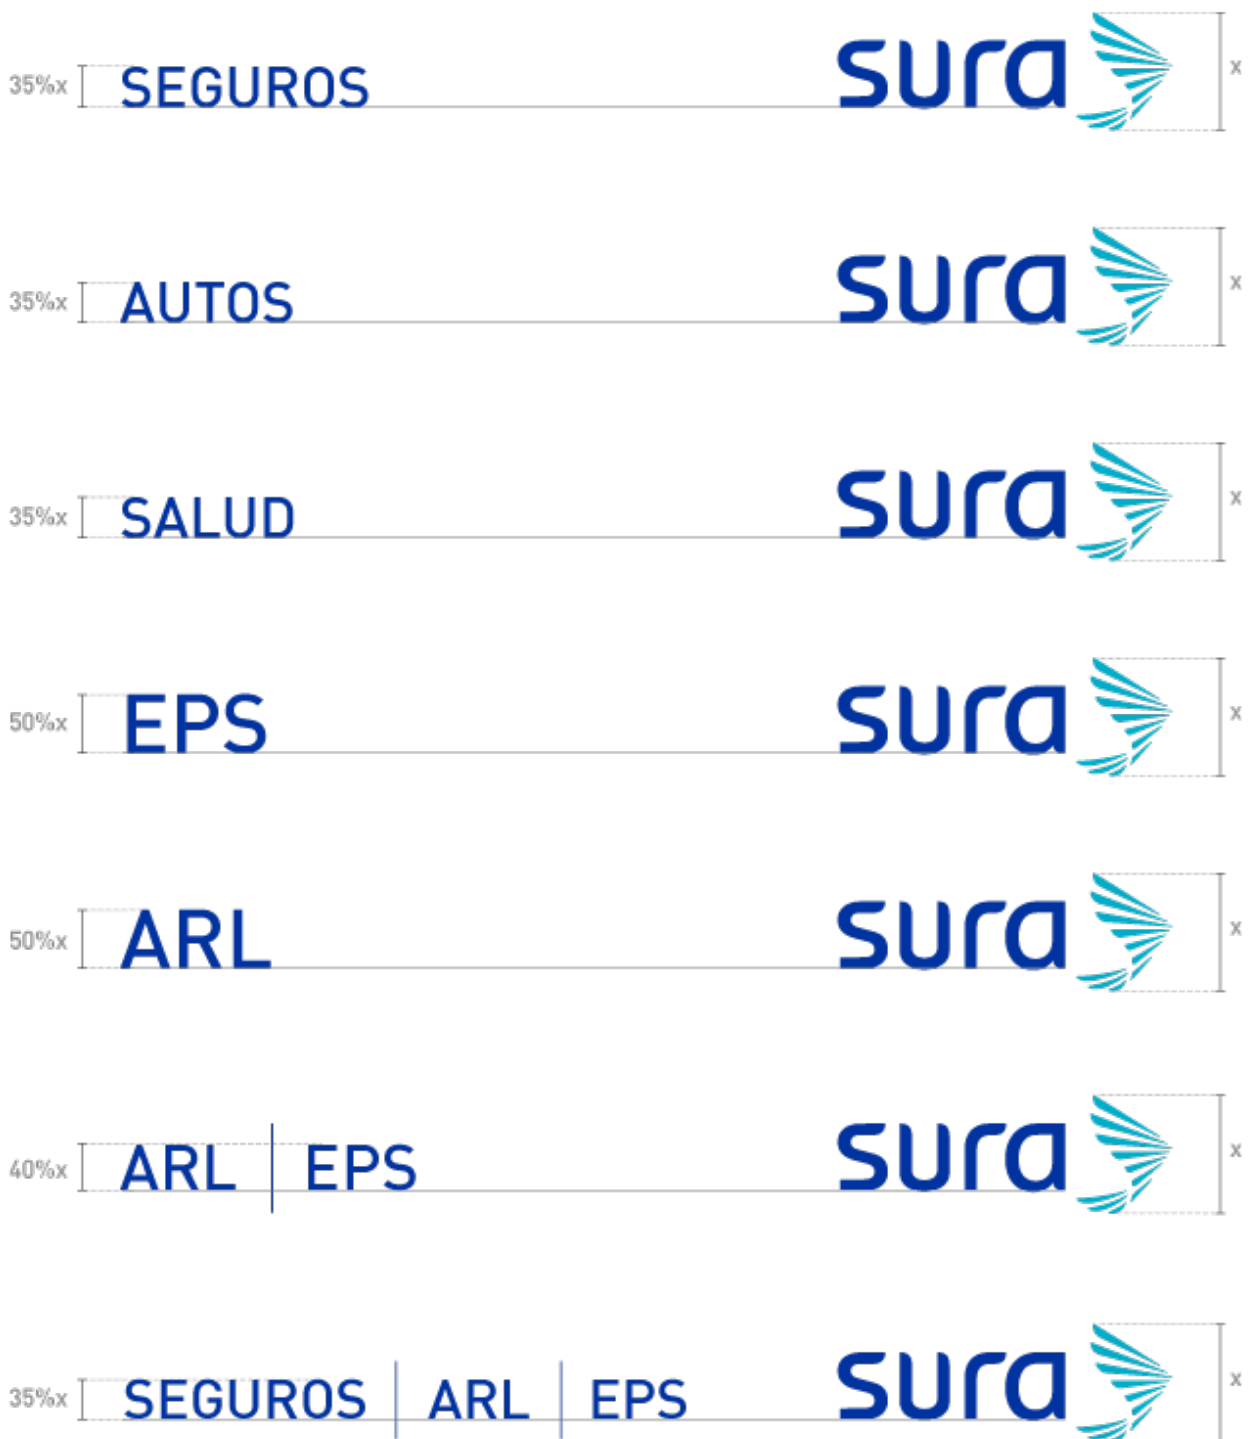 35%x SEGUROS sura x
35%x AUTOS sura x
35%x SALUD sura x
50%x EPS sura x
50%x ARL sura x
40%x ARL | EPS sura x
35%x SEGUROS | ARL | EPS sura x